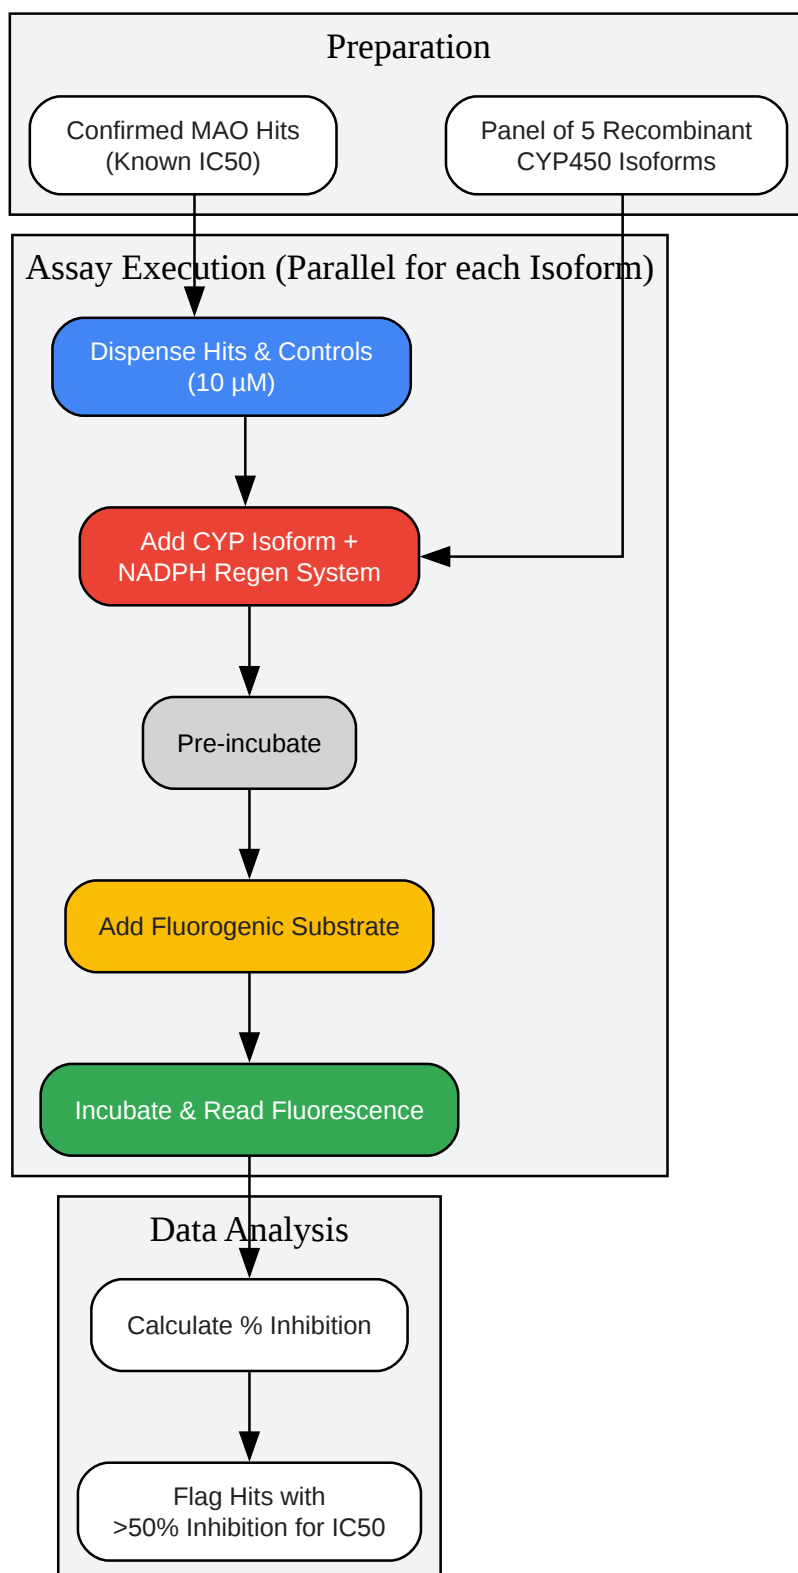 Preparation
Confirmed MAO Hits
(Known IC50)
Panel of 5 Recombinant
CYP450 Isoforms
Assay Execution (Parallel for each Isoform)
Dispense Hits & Controls
(10 µM)
Add CYP Isoform +
NADPH Regen System
Pre-incubate
Add Fluorogenic Substrate
Incubate & Read Fluorescence
Data Analysis
Calculate % Inhibition
Flag Hits with
>50% Inhibition for IC50